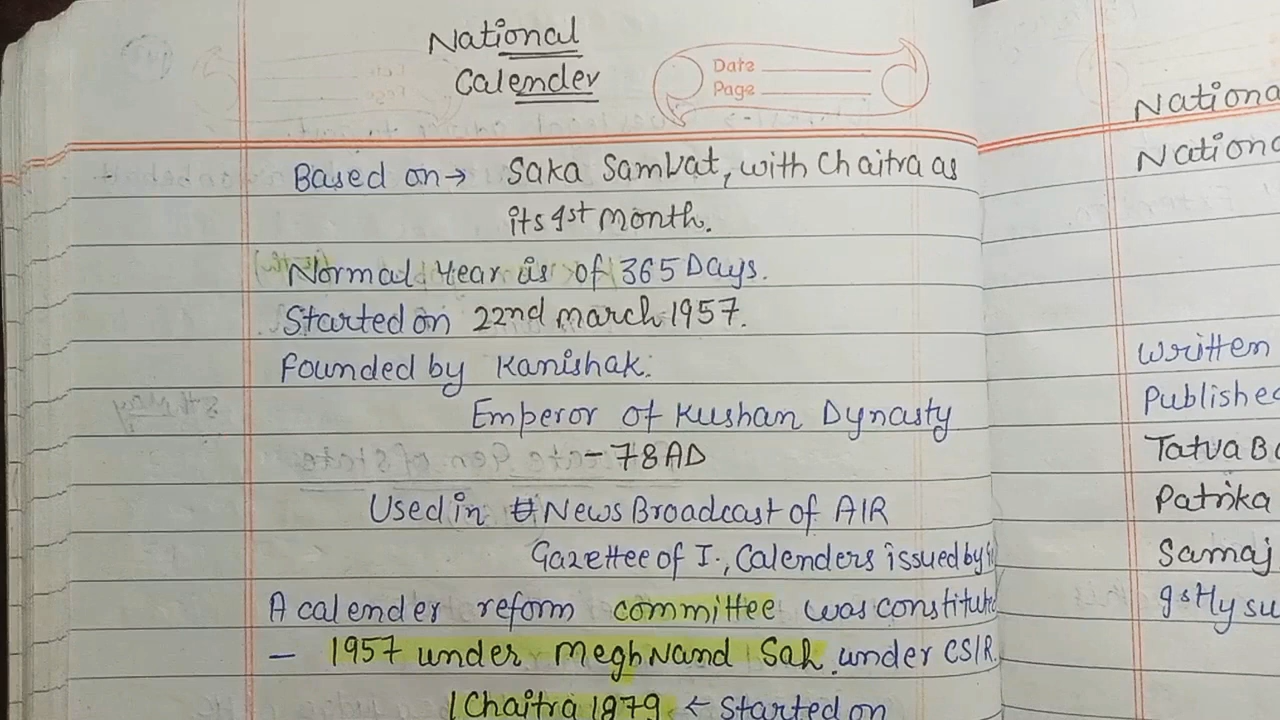 National
Calender
Date
Page
Based on → Saka Samvat, with Chaitra as
its 1st month.
Normal Year is of 365 Days.
Started on 22nd march 1957.
Founded by Kanishak.
Emperor of Kushan Dynasty
- 78 AD
Used in News Broadcast of AIR
Gazettee of I., Calenders issued by
A calender reform committee was constitute
- 1957 under Meghnand Sah under CSIR.
1 Chaitra 1879 ← Started on
Nationa
Nationa
Written
Publishe
Tatva B
Patrika
Samaj
1stly su